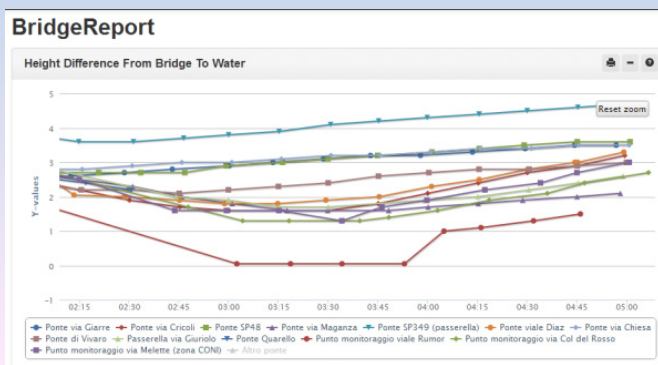 BridgeReport
Height Difference From Bridge To Water
Reset zoom
5
4
3
2
1
0
-1
Y-values
02:15 02:30 02:45 03:00 03:15 03:30 03:45 04:00 04:15 04:30 04:45 05:00
Ponte via Giarre Ponte via Cricoli Ponte SP48 Ponte via Maganza Ponte SP349 (passerella) Ponte viale Diaz Ponte via Chiesa
Ponte di Vivaro Passerella via Giuriolo Ponte Quarello Punto monitoraggio viale Rumor Punto monitoraggio via Col del Rosso
Punto monitoraggio via Melette (zona CONI) Altro ponte